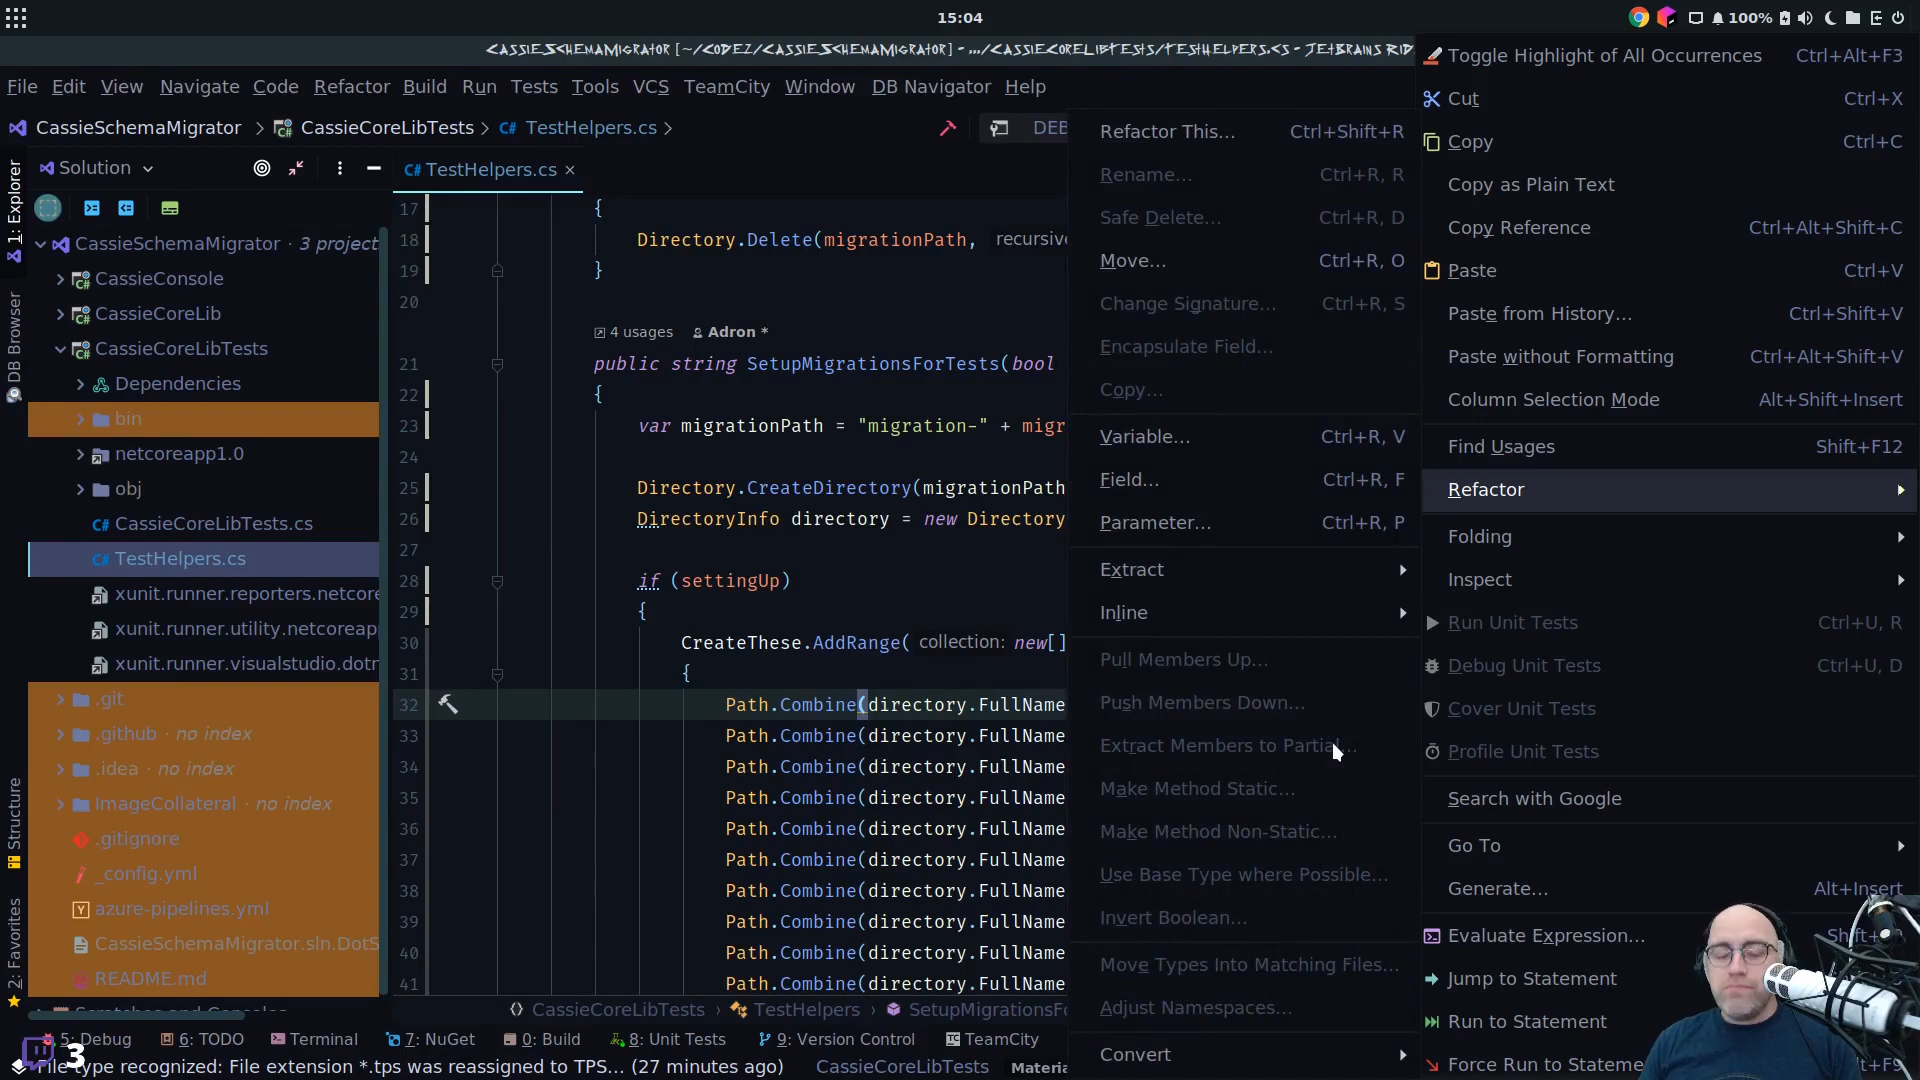 15:04
100%
CassieSchemaMigrator [~/Codez/CassieSchemaMigrator] - .../CassieCoreLibTests/TestHelpers.cs - JetBrains Rid
File Edit View Navigate Code Refactor Build Run Tests Tools VCS TeamCity Window DB Navigator Help
CassieSchemaMigrator > CassieCoreLibTests > C# TestHelpers.cs >
DEB
Solution
C# TestHelpers.cs ×
1: Explorer
DB Browser
Structure
2: Favorites
CassieSchemaMigrator · 3 project
CassieConsole
CassieCoreLib
CassieCoreLibTests
Dependencies
bin
netcoreapp1.0
obj
C# CassieCoreLibTests.cs
C# TestHelpers.cs
xunit.runner.reporters.netcore
xunit.runner.utility.netcoreap
xunit.runner.visualstudio.dotn
.git
.github · no index
.idea · no index
ImageCollateral · no index
.gitignore
_config.yml
azure-pipelines.yml
CassieSchemaMigrator.sln.DotS
README.md
Scratches and Consoles
17 {
18 Directory.Delete(migrationPath, recursive
19 }
20
4 usages Adron *
21 public string SetupMigrationsForTests(bool
22 {
23 var migrationPath = "migration-" + migr
24
25 Directory.CreateDirectory(migrationPath
26 DirectoryInfo directory = new Directory
27
28 if (settingUp)
29 {
30 CreateThese.AddRange( collection: new[]
31 {
32 Path.Combine(directory.FullName
33 Path.Combine(directory.FullName
34 Path.Combine(directory.FullName
35 Path.Combine(directory.FullName
36 Path.Combine(directory.FullName
37 Path.Combine(directory.FullName
38 Path.Combine(directory.FullName
39 Path.Combine(directory.FullName
40 Path.Combine(directory.FullName
41 Path.Combine(directory.FullName
CassieCoreLibTests > TestHelpers > SetupMigrationsFo
Refactor This... Ctrl+Shift+R
Rename... Ctrl+R, R
Safe Delete... Ctrl+R, D
Move... Ctrl+R, O
Change Signature... Ctrl+R, S
Encapsulate Field...
Copy...
Variable... Ctrl+R, V
Field... Ctrl+R, F
Parameter... Ctrl+R, P
Extract
Inline
Pull Members Up...
Push Members Down...
Extract Members to Partial...
Make Method Static...
Make Method Non-Static...
Use Base Type where Possible...
Invert Boolean...
Move Types Into Matching Files...
Adjust Namespaces...
Convert
Toggle Highlight of All Occurrences Ctrl+Alt+F3
Cut Ctrl+X
Copy Ctrl+C
Copy as Plain Text
Copy Reference Ctrl+Alt+Shift+C
Paste Ctrl+V
Paste from History... Ctrl+Shift+V
Paste without Formatting Ctrl+Alt+Shift+V
Column Selection Mode Alt+Shift+Insert
Find Usages Shift+F12
Refactor
Folding
Inspect
Run Unit Tests Ctrl+U, R
Debug Unit Tests Ctrl+U, D
Cover Unit Tests
Profile Unit Tests
Search with Google
Go To
Generate... Alt+Insert
Evaluate Expression...
Jump to Statement
Run to Statement
Force Run to Stateme
5: Debug 6: TODO Terminal 7: NuGet 0: Build 8: Unit Tests 9: Version Control TeamCity
3
File type recognized: File extension *.tps was reassigned to TPS... (27 minutes ago) CassieCoreLibTests Materia